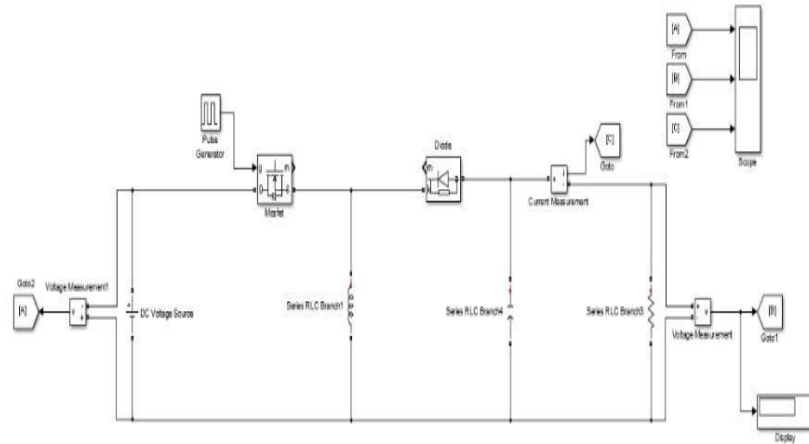 [A]
From
[B]
From1
[C]
From2
Scope
Pulse
Generator
g
m
D
S
Mosfet
Diode
m
k
a
[C]
Goto
+
i
-
Current Measurement
Goto2
[A]
Voltage Measurement1
v
-
+
DC Voltage Source
+
Series RLC Branch1
+
Series RLC Branch4
+
Series RLC Branch3
+
+
-
v
Voltage Measurement
[B]
Goto1
Display